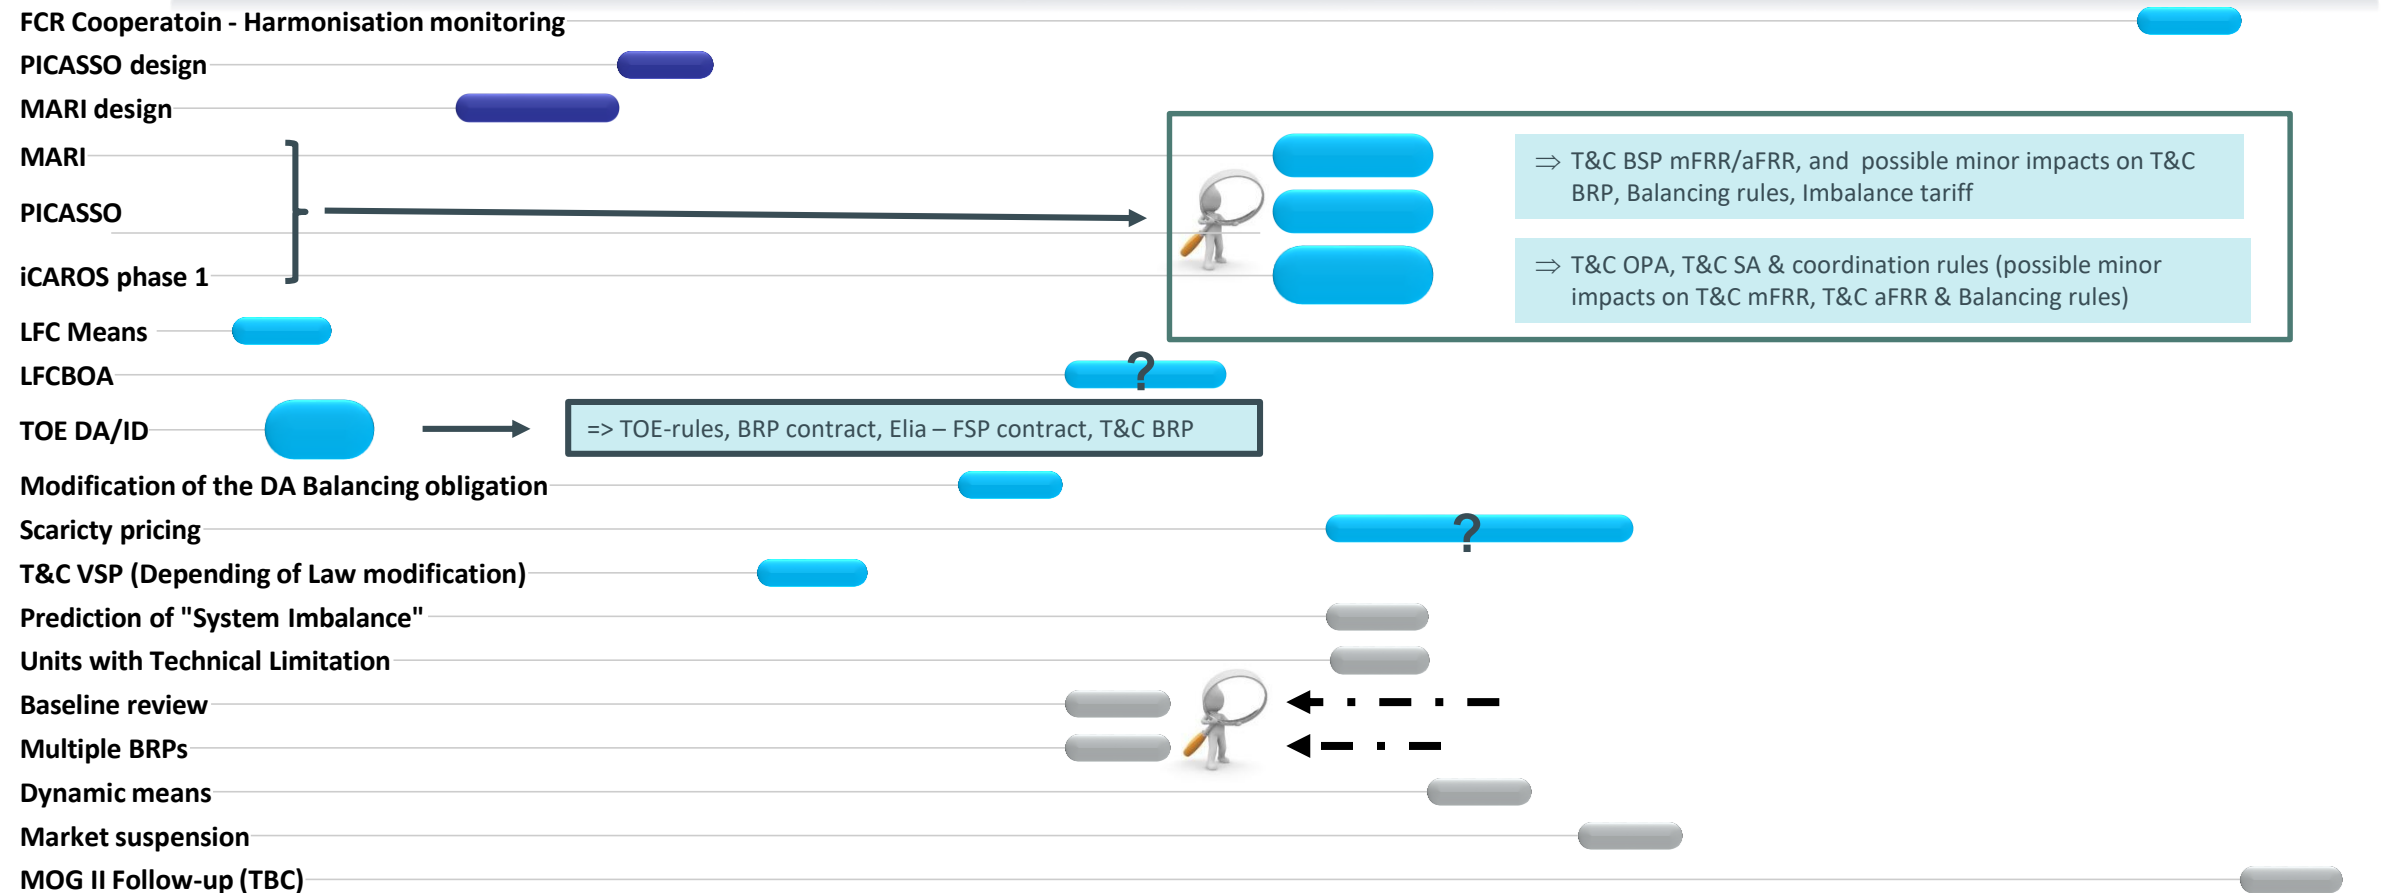 FCR Cooperatoin - Harmonisation monitoring
PICASSO design
MARI design
MARI
⇒ T&C BSP mFRR/aFRR, and possible minor impacts on T&C
BRP, Balancing rules, Imbalance tariff
PICASSO
iCAROS phase 1
⇒ T&C OPA, T&C SA & coordination rules (possible minor
impacts on T&C mFRR, T&C aFRR & Balancing rules)
LFC Means
LFCBOA
?
TOE DA/ID
=> TOE-rules, BRP contract, Elia – FSP contract, T&C BRP
Modification of the DA Balancing obligation
Scaricty pricing
?
T&C VSP (Depending of Law modification)
Prediction of "System Imbalance"
Units with Technical Limitation
Baseline review
Multiple BRPs
Dynamic means
Market suspension
MOG II Follow-up (TBC)